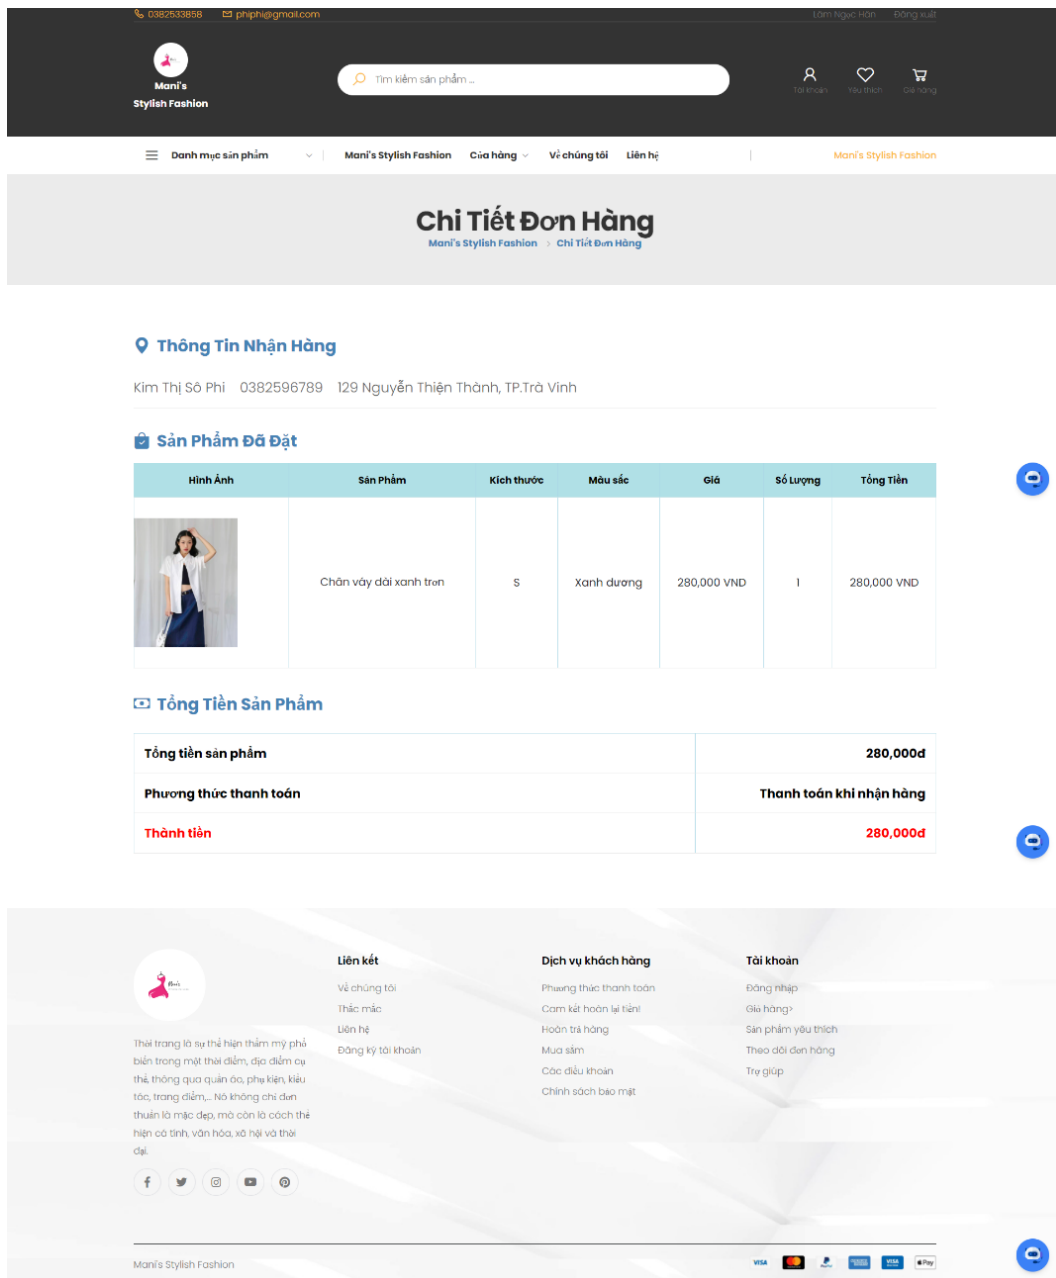 0382533858 phiphi@gmail.com Lâm Ngọc Hân Đăng xuất
Mani's
Stylish Fashion
Tìm kiếm sản phẩm ...
Tài khoản Yêu thích Giỏ hàng
Danh mục sản phẩm Mani's Stylish Fashion Cửa hàng Về chúng tôi Liên hệ Mani's Stylish Fashion
Chi Tiết Đơn Hàng
Mani's Stylish Fashion > Chi Tiết Đơn Hàng
Thông Tin Nhận Hàng
Kim Thị Sô Phi 0382596789 129 Nguyễn Thiện Thành, TP.Trà Vinh
Sản Phẩm Đã Đặt
Hình Ảnh Sản Phẩm Kích thước Màu sắc Giá Số Lượng Tổng Tiền
Chân váy dài xanh trơn S Xanh dương 280,000 VND 1 280,000 VND
Tổng Tiền Sản Phẩm
Tổng tiền sản phẩm 280,000đ
Phương thức thanh toán Thanh toán khi nhận hàng
Thành tiền 280,000đ
Liên kết
Về chúng tôi
Thắc mắc
Liên hệ
Đăng ký tài khoản
Dịch vụ khách hàng
Phương thức thanh toán
Cam kết hoàn lại tiền!
Hoàn trả hàng
Mua sắm
Các điều khoản
Chính sách bảo mật
Tài khoản
Đăng nhập
Giỏ hàng>
Sản phẩm yêu thích
Theo dõi đơn hàng
Trợ giúp
Thời trang là sự thể hiện thẩm mỹ phổ
biến trong một thời điểm, địa điểm cụ
thể, thông qua quần áo, phụ kiện, kiểu
tóc, trang điểm,... Nó không chỉ đơn
thuần là mặc đẹp, mà còn là cách thể
hiện cá tính, văn hóa, xã hội và thời
đại.
Mani's Stylish Fashion
VISA PayPal VISA Pay